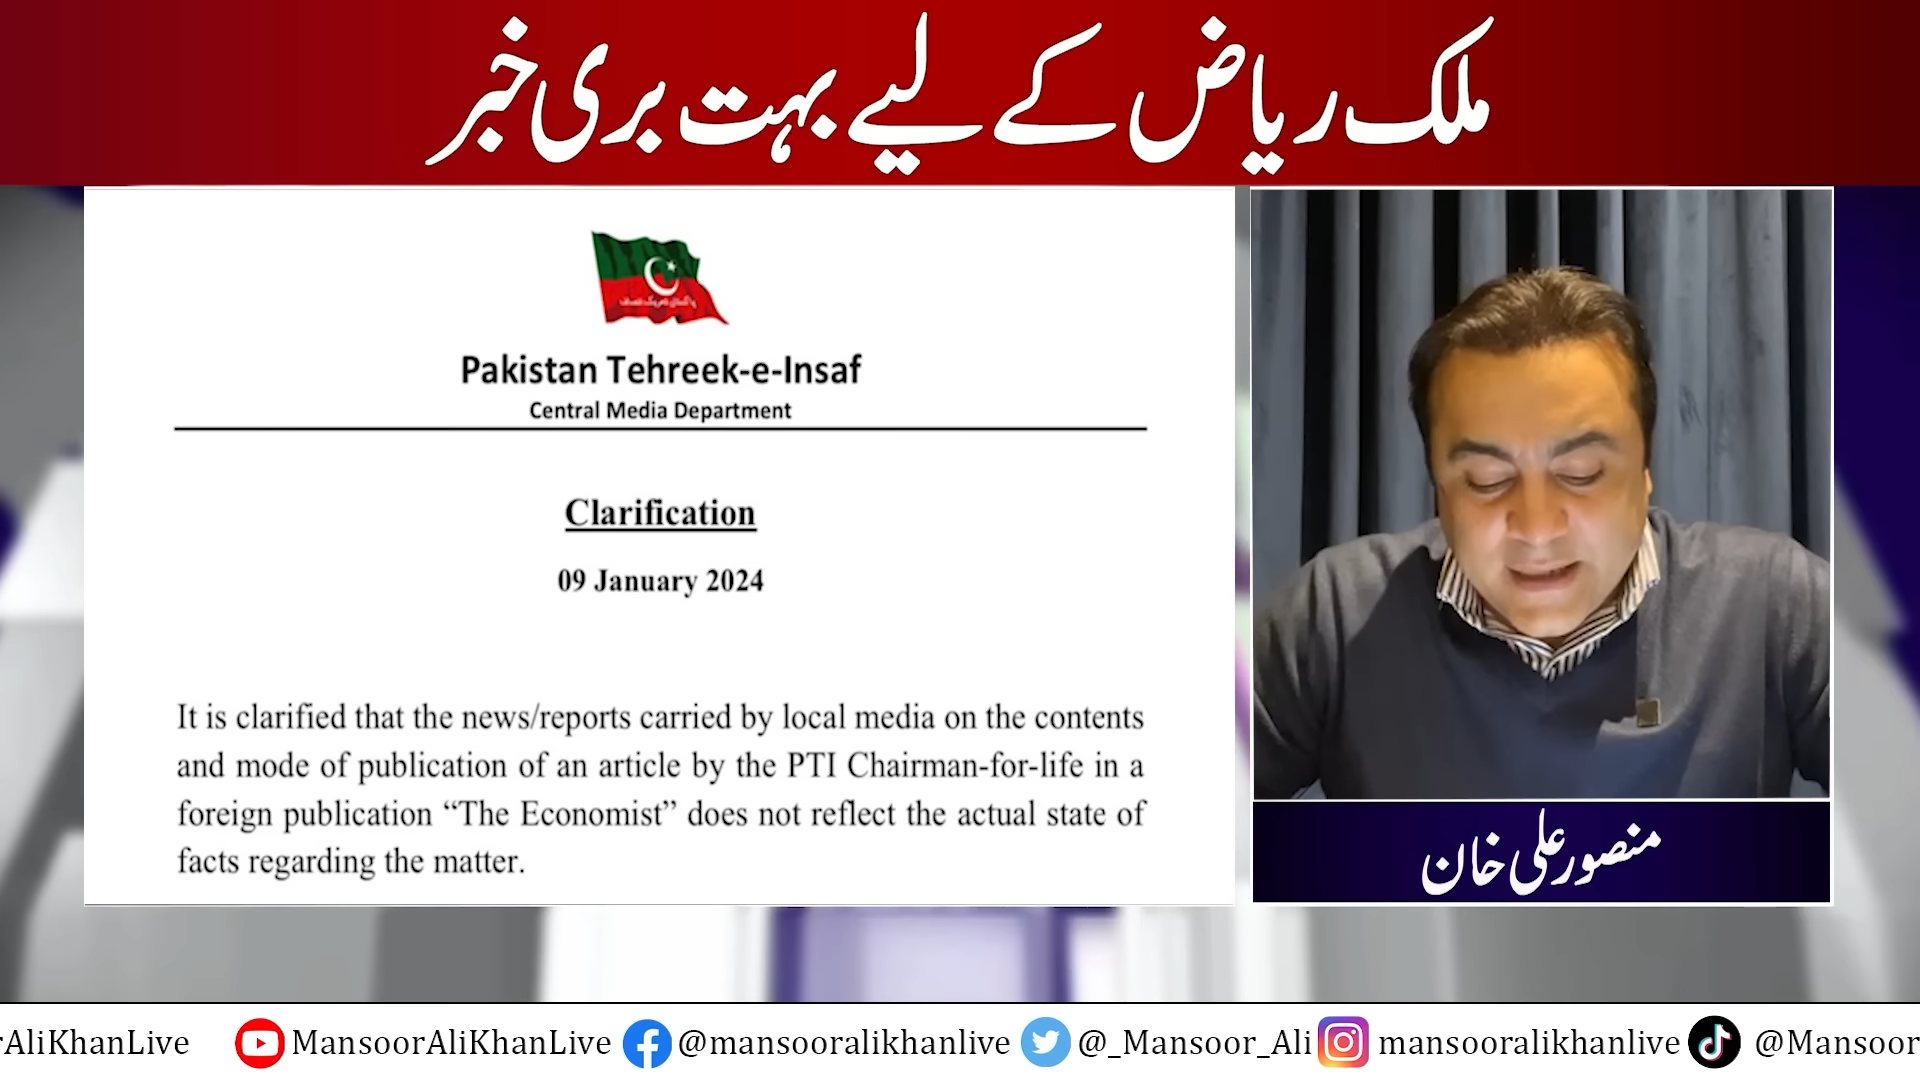 ملک ریاض کے لیے بہت بری خبر
Pakistan Tehreek-e-Insaf
Central Media Department
Clarification
09 January 2024
It is clarified that the news/reports carried by local media on the contents
and mode of publication of an article by the PTI Chairman-for-life in a
foreign publication “The Economist” does not reflect the actual state of
facts regarding the matter.
منصور علی خان
rAliKhanLive MansoorAliKhanLive @mansooralikhanlive @_Mansoor_Ali mansooralikhanlive @Mansoor